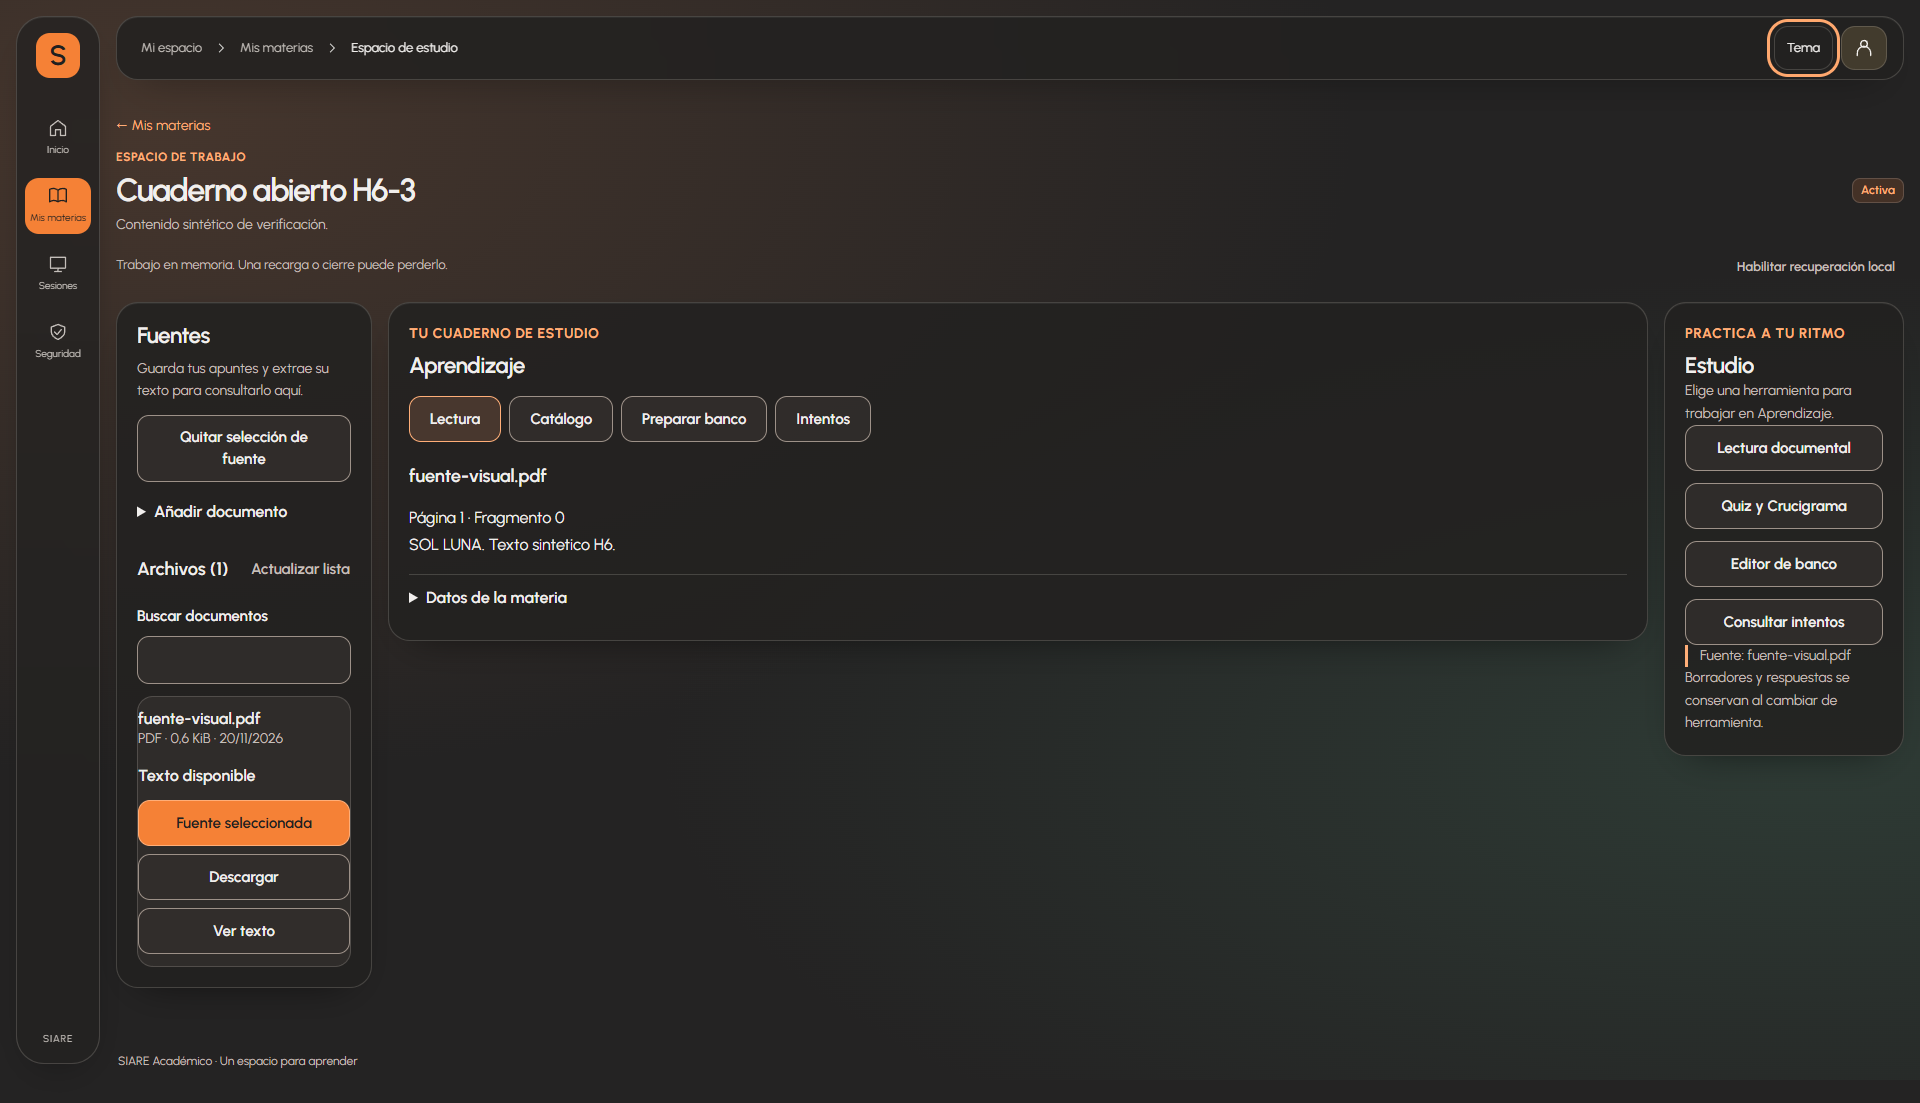 S
Inicio
Mis materias
Sesiones
Seguridad
SIARE
Mi espacio > Mis materias > Espacio de estudio
Tema
← Mis materias
ESPACIO DE TRABAJO
Cuaderno abierto H6-3
Activa
Contenido sintético de verificación.
Trabajo en memoria. Una recarga o cierre puede perderlo.
Habilitar recuperación local
Fuentes
Guarda tus apuntes y extrae su
texto para consultarlo aquí.
Quitar selección de
fuente
Añadir documento
Archivos (1)
Actualizar lista
Buscar documentos
fuente-visual.pdf
PDF · 0,6 KiB · 20/11/2026
Texto disponible
Fuente seleccionada
Descargar
Ver texto
TU CUADERNO DE ESTUDIO
Aprendizaje
Lectura
Catálogo
Preparar banco
Intentos
fuente-visual.pdf
Página 1 · Fragmento 0
SOL LUNA. Texto sintetico H6.
Datos de la materia
PRACTICA A TU RITMO
Estudio
Elige una herramienta para
trabajar en Aprendizaje.
Lectura documental
Quiz y Crucigrama
Editor de banco
Consultar intentos
Fuente: fuente-visual.pdf
Borradores y respuestas se
conservan al cambiar de
herramienta.
SIARE Académico · Un espacio para aprender